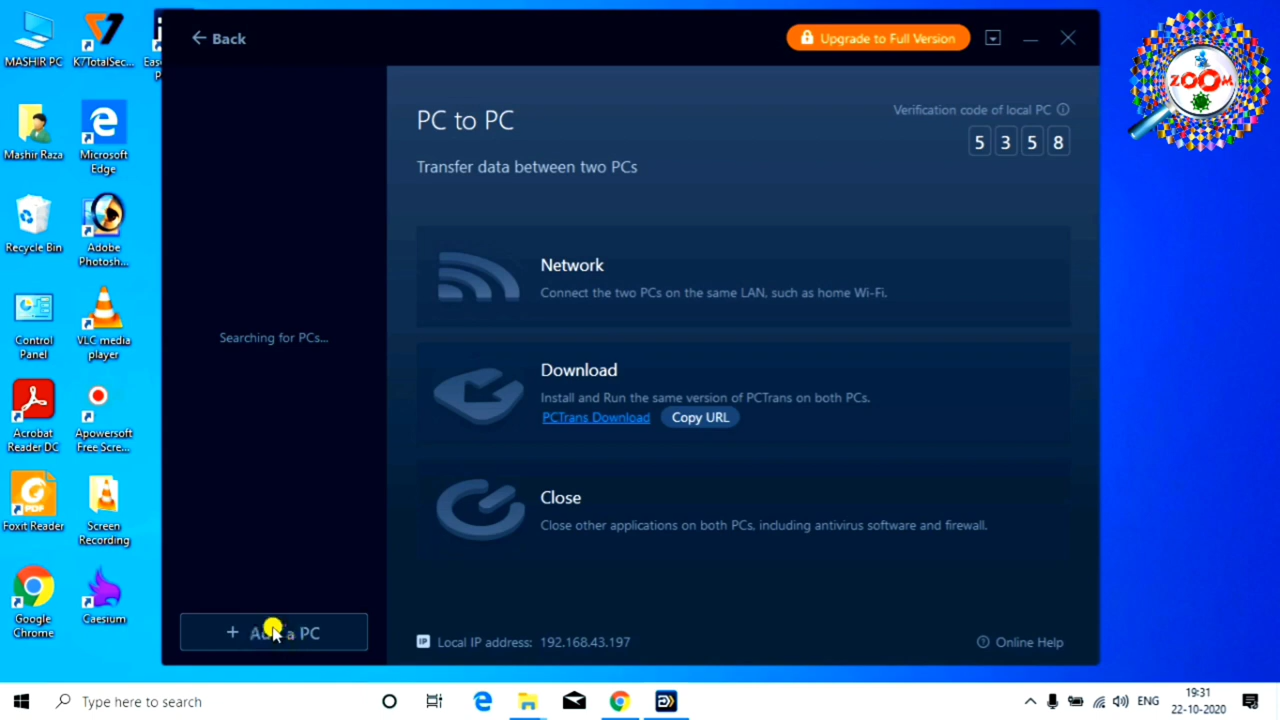 MASHIR PC
K7TotalSec...
Eas
P
Mashir Raza
Microsoft
Edge
Recycle Bin
Adobe
Photosh...
Control
Panel
VLC media
player
Acrobat
Reader DC
Apowersoft
Free Scre...
Foxit Reader
PDF
Screen
Recording
Google
Chrome
Caesium
Back
Upgrade to Full Version
PC to PC
Transfer data between two PCs
Verification code of local PC
5 3 5 8
Searching for PCs...
Network
Connect the two PCs on the same LAN, such as home Wi-Fi.
Download
Install and Run the same version of PCTrans on both PCs.
PCTrans Download
Copy URL
Close
Close other applications on both PCs, including antivirus software and firewall.
+ Add a PC
IP Local IP address: 192.168.43.197
Online Help
ZOOM
Type here to search
ENG
19:31
22-10-2020